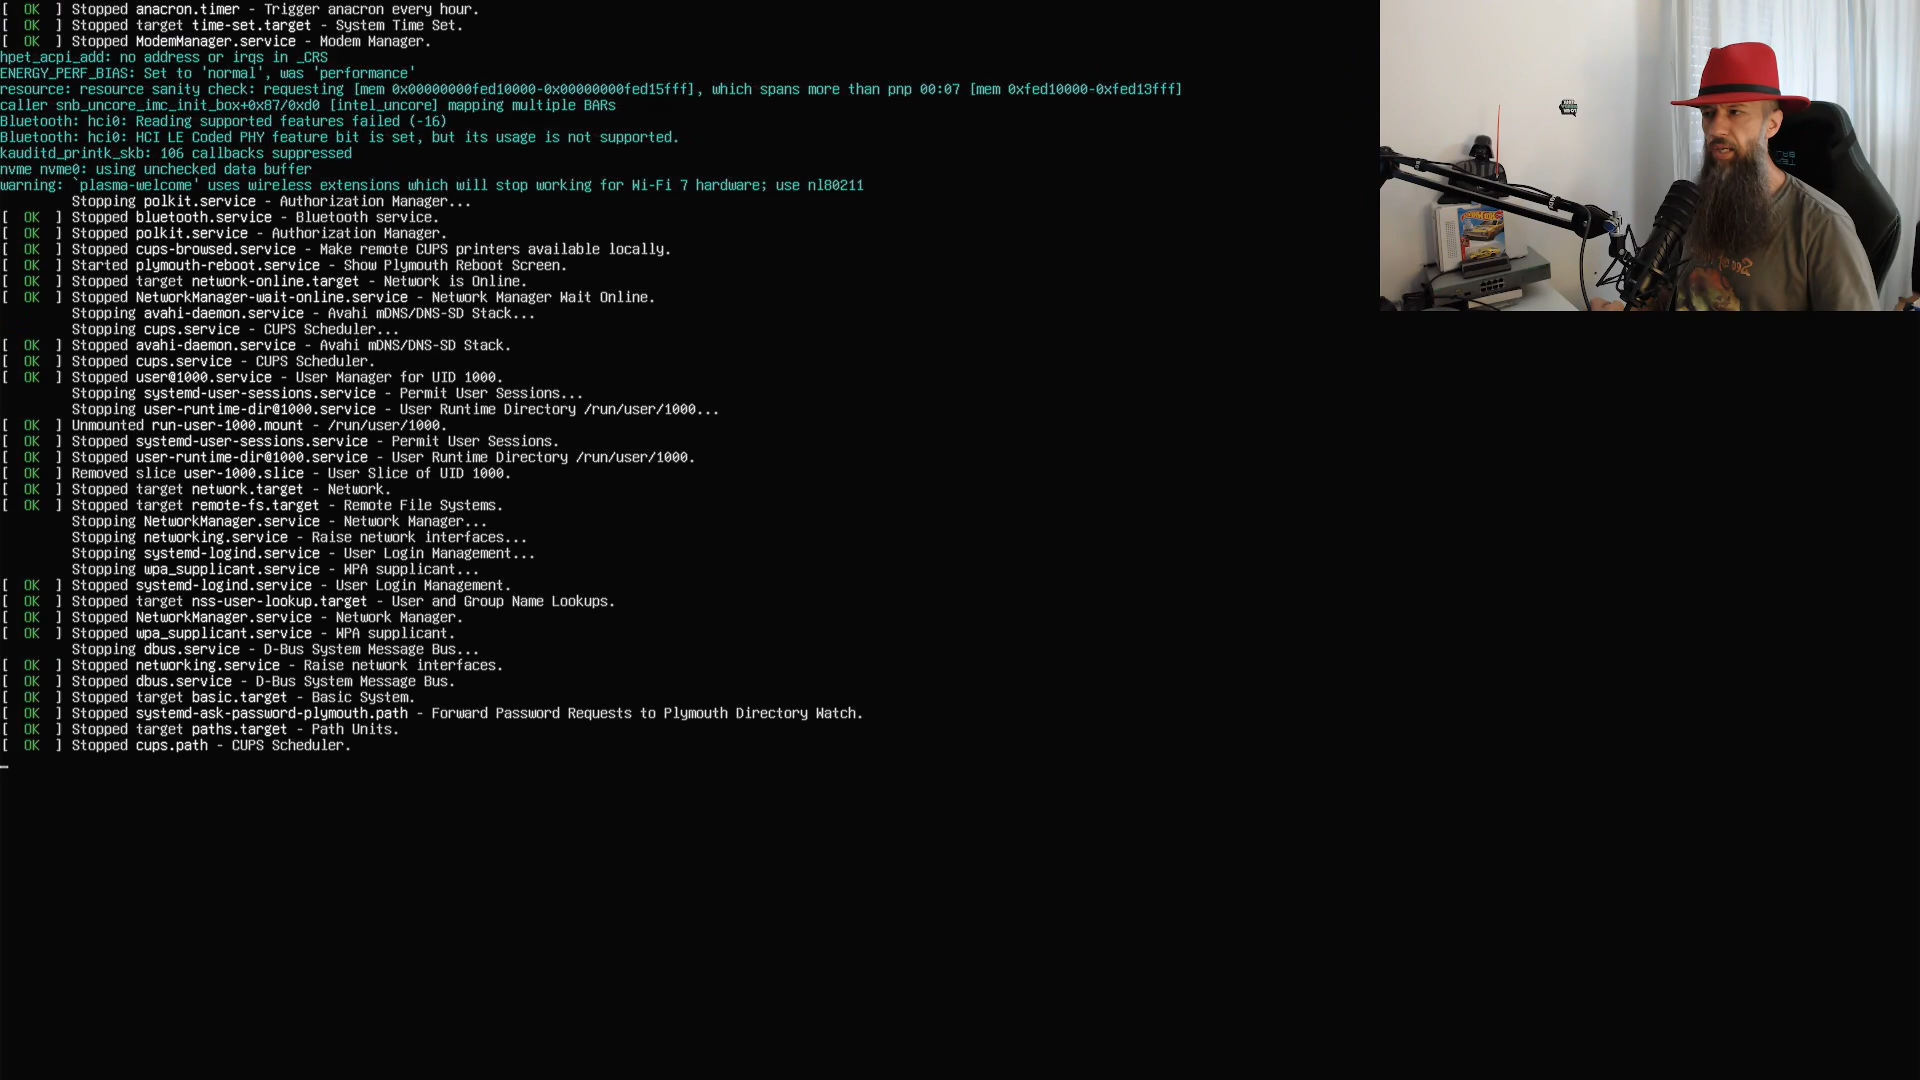 [  OK  ] Stopped anacron.timer - Trigger anacron every hour.
[  OK  ] Stopped target time-set.target - System Time Set.
[  OK  ] Stopped ModemManager.service - Modem Manager.
hpet_acpi_add: no address or irqs in _CRS
ENERGY_PERF_BIAS: Set to 'normal', was 'performance'
resource: resource sanity check: requesting [mem 0x00000000fed10000-0x00000000fed15fff], which spans more than pnp 00:07 [mem 0xfed10000-0xfed13fff]
caller snb_uncore_imc_init_box+0x87/0xd0 [intel_uncore] mapping multiple BARs
Bluetooth: hci0: Reading supported features failed (-16)
Bluetooth: hci0: HCI LE Coded PHY feature bit is set, but its usage is not supported.
kauditd_printk_skb: 106 callbacks suppressed
nvme nvme0: using unchecked data buffer
warning: `plasma-welcome' uses wireless extensions which will stop working for Wi-Fi 7 hardware; use nl80211
Stopping polkit.service - Authorization Manager...
[  OK  ] Stopped bluetooth.service - Bluetooth service.
[  OK  ] Stopped polkit.service - Authorization Manager.
[  OK  ] Stopped cups-browsed.service - Make remote CUPS printers available locally.
[  OK  ] Started plymouth-reboot.service - Show Plymouth Reboot Screen.
[  OK  ] Stopped target network-online.target - Network is Online.
[  OK  ] Stopped NetworkManager-wait-online.service - Network Manager Wait Online.
Stopping avahi-daemon.service - Avahi mDNS/DNS-SD Stack...
Stopping cups.service - CUPS Scheduler...
[  OK  ] Stopped avahi-daemon.service - Avahi mDNS/DNS-SD Stack.
[  OK  ] Stopped cups.service - CUPS Scheduler.
[  OK  ] Stopped user@1000.service - User Manager for UID 1000.
Stopping systemd-user-sessions.service - Permit User Sessions...
Stopping user-runtime-dir@1000.service - User Runtime Directory /run/user/1000...
[  OK  ] Unmounted run-user-1000.mount - /run/user/1000.
[  OK  ] Stopped systemd-user-sessions.service - Permit User Sessions.
[  OK  ] Stopped user-runtime-dir@1000.service - User Runtime Directory /run/user/1000.
[  OK  ] Removed slice user-1000.slice - User Slice of UID 1000.
[  OK  ] Stopped target network.target - Network.
[  OK  ] Stopped target remote-fs.target - Remote File Systems.
Stopping NetworkManager.service - Network Manager...
Stopping networking.service - Raise network interfaces...
Stopping systemd-logind.service - User Login Management...
Stopping wpa_supplicant.service - WPA supplicant...
[  OK  ] Stopped systemd-logind.service - User Login Management.
[  OK  ] Stopped target nss-user-lookup.target - User and Group Name Lookups.
[  OK  ] Stopped NetworkManager.service - Network Manager.
[  OK  ] Stopped wpa_supplicant.service - WPA supplicant.
Stopping dbus.service - D-Bus System Message Bus...
[  OK  ] Stopped networking.service - Raise network interfaces.
[  OK  ] Stopped dbus.service - D-Bus System Message Bus.
[  OK  ] Stopped target basic.target - Basic System.
[  OK  ] Stopped systemd-ask-password-plymouth.path - Forward Password Requests to Plymouth Directory Watch.
[  OK  ] Stopped target paths.target - Path Units.
[  OK  ] Stopped cups.path - CUPS Scheduler.